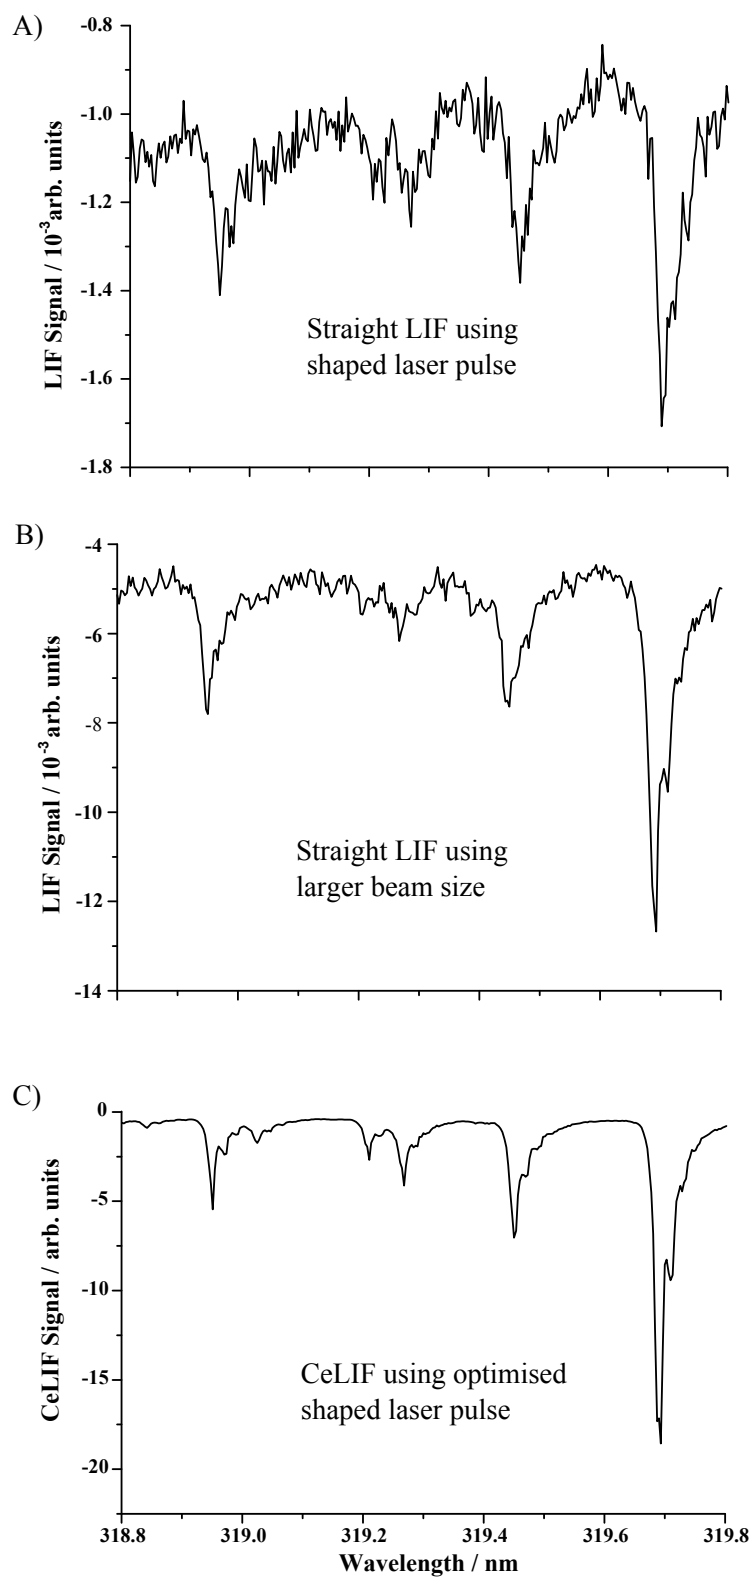 A)
-0.8
-1.0
-1.2
-1.4
-1.6
-1.8
LIF Signal / 10⁻³arb. units
Straight LIF using
shaped laser pulse
B)
-4
-6
-8
-10
-12
-14
LIF Signal / 10⁻³ arb. units
Straight LIF using
larger beam size
C)
0
-5
-10
-15
-20
CeLIF Signal / arb. units
CeLIF using optimised
shaped laser pulse
318.8 319.0 319.2 319.4 319.6 319.8
Wavelength / nm